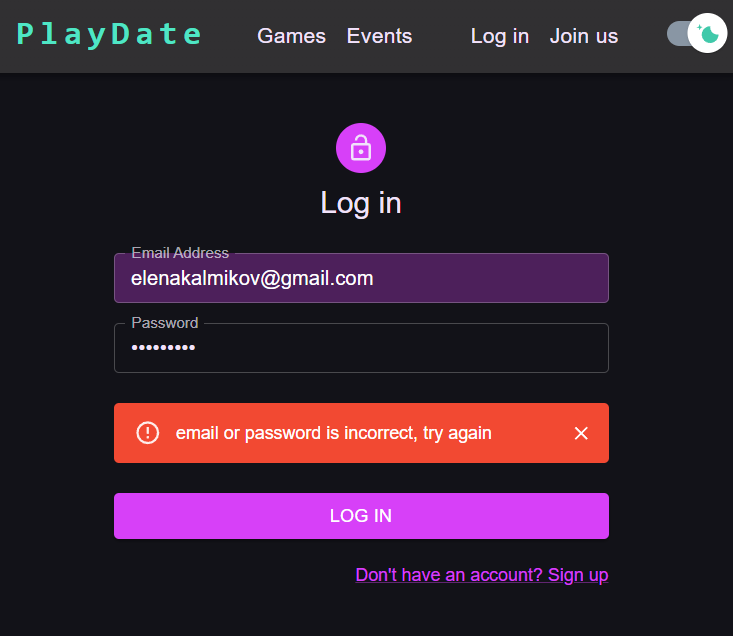 PlayDate Games Events Log in Join us
Log in
Email Address
elenakalmikov@gmail.com
Password
•••••••••
email or password is incorrect, try again
LOG IN
Don't have an account? Sign up